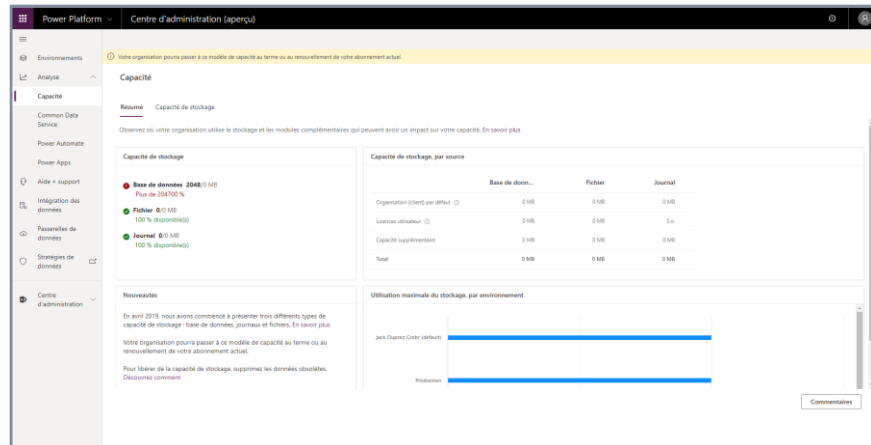 Power Platform
Centre d'administration (aperçu)
Environnements
Analyse
Capacité
Common Data
Service
Power Automate
Power Apps
Aide + support
Intégration des
données
Passerelles de
données
Stratégies de
données
Centre
d'administration
Votre organisation pourra passer à ce modèle de capacité au terme ou au renouvellement de votre abonnement actuel.
Capacité
Résumé Capacité de stockage
Observez où votre organisation utilise le stockage et les modules complémentaires qui peuvent avoir un impact sur votre capacité. En savoir plus
Capacité de stockage
Base de données 2048/0 MB
Plus de 204700 %
Fichier 0/0 MB
100 % disponible(s)
Journal 0/0 MB
100 % disponible(s)
Capacité de stockage, par source
Base de donn... Fichier Journal
Organisation (client) par défaut 0 MB 0 MB 0 MB
Licences utilisateur 0 MB 0 MB S.o.
Capacité supplémentaire 0 MB 0 MB 0 MB
Total 0 MB 0 MB 0 MB
Nouveautés
En avril 2019, nous avons commencé à présenter trois différents types de
capacité de stockage : base de données, journaux et fichiers. En savoir plus
Votre organisation pourra passer à ce modèle de capacité au terme ou au
renouvellement de votre abonnement actuel.
Pour libérer de la capacité de stockage, supprimez les données obsolètes.
Découvrez comment
Utilisation maximale du stockage, par environnement
Jack Duprez Gmbr (default)
Production
Commentaires